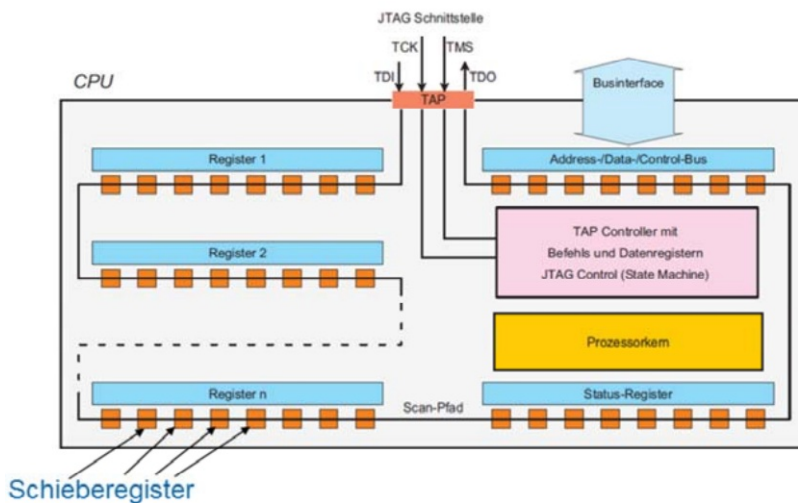 JTAG Schnittstelle
TCK
TMS
TDI
TDO
CPU
TAP
Businterface
Register 1
Address-/Data-/Control-Bus
Register 2
TAP Controller mit
Befehls und Datenregistern
JTAG Control (State Machine)
Prozessorkern
Register n
Scan-Pfad
Status-Register
Schieberegister